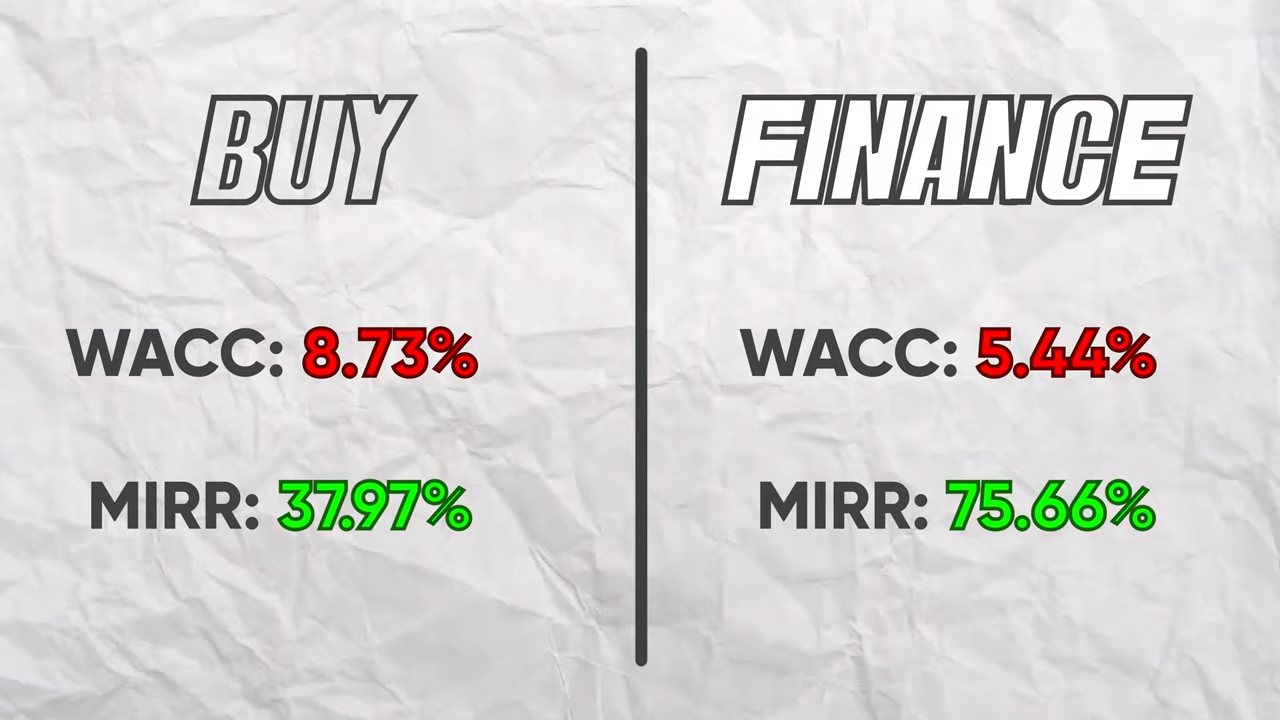 BUY
WACC: 8.73%
MIRR: 37.97%
FINANCE
WACC: 5.44%
MIRR: 75.66%